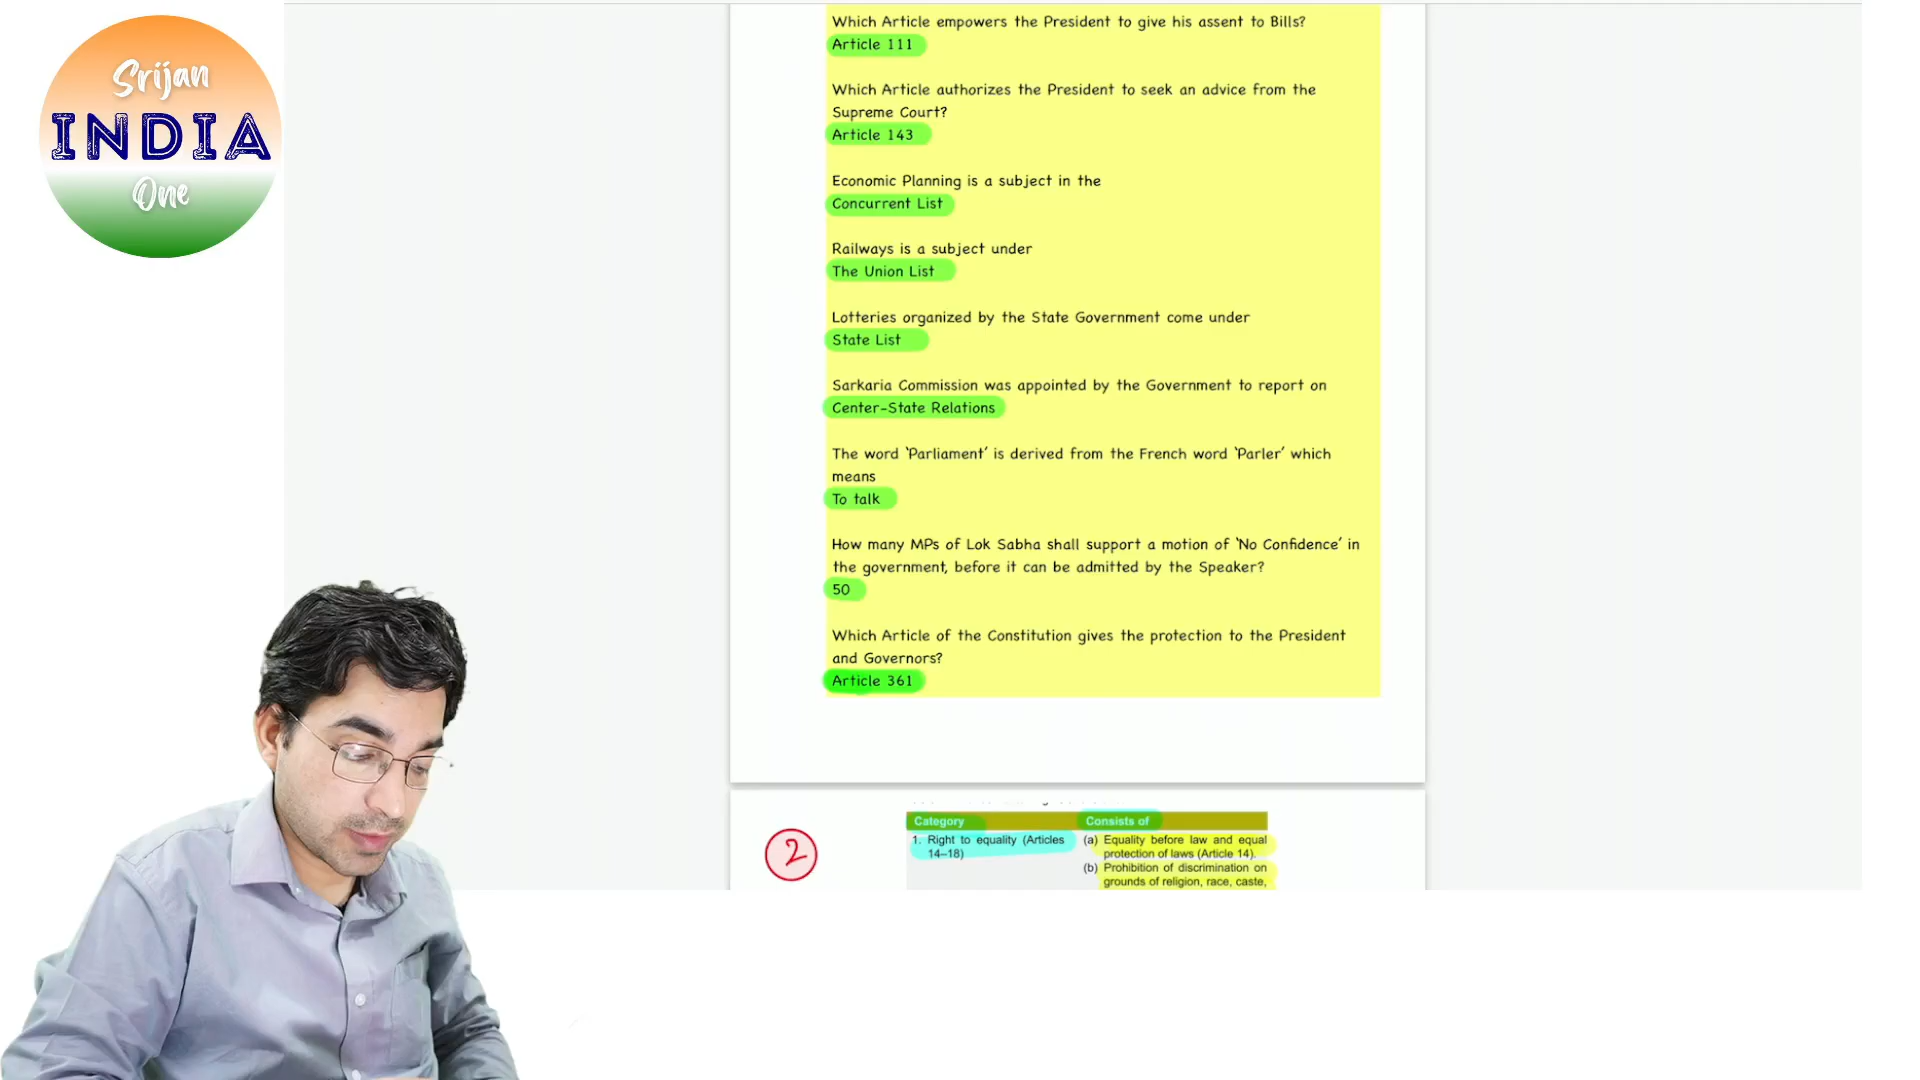 Srijan
INDIA
One
Which Article empowers the President to give his assent to Bills?
Article 111
Which Article authorizes the President to seek an advice from the
Supreme Court?
Article 143
Economic Planning is a subject in the
Concurrent List
Railways is a subject under
The Union List
Lotteries organized by the State Government come under
State List
Sarkaria Commission was appointed by the Government to report on
Center-State Relations
The word ‘Parliament’ is derived from the French word ‘Parler’ which
means
To talk
How many MPs of Lok Sabha shall support a motion of ‘No Confidence’ in
the government, before it can be admitted by the Speaker?
50
Which Article of the Constitution gives the protection to the President
and Governors?
Article 361
2
Category Consists of
1. Right to equality (Articles
14–18)
(a) Equality before law and equal
protection of laws (Article 14).
(b) Prohibition of discrimination on
grounds of religion, race, caste,